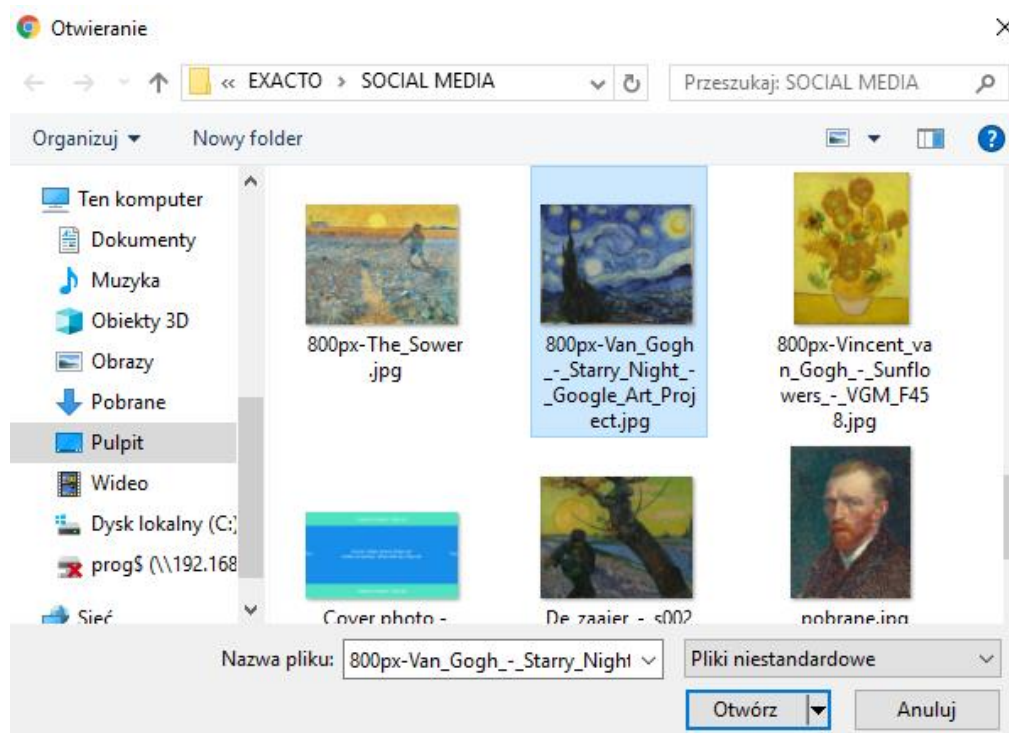 Otwieranie
« EXACTO › SOCIAL MEDIA
Przeszukaj: SOCIAL MEDIA
Organizuj
Nowy folder
Ten komputer
Dokumenty
Muzyka
Obiekty 3D
Obrazy
Pobrane
Pulpit
Wideo
Dysk lokalny (C:)
prog$ (\\192.168
Sieć
800px-The_Sower
.jpg
800px-Van_Gogh
_-_Starry_Night_-
_Google_Art_Proj
ect.jpg
800px-Vincent_va
n_Gogh_-_Sunflo
wers_-_VGM_F45
8.jpg
Cover photo -
De_zaaier_-_s002
pobrane.jpg
Nazwa pliku:
800px-Van_Gogh_-_Starry_Night
Pliki niestandardowe
Otwórz
Anuluj